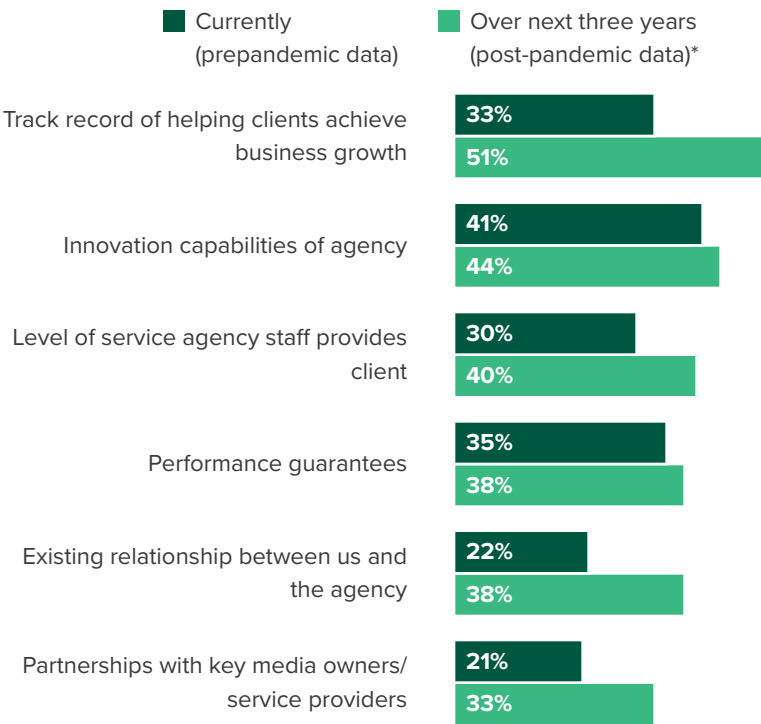 Currently
(prepandemic data)
Over next three years
(post-pandemic data)*
Track record of helping clients achieve
business growth
33%
51%
Innovation capabilities of agency
41%
44%
Level of service agency staff provides
client
30%
40%
Performance guarantees
35%
38%
Existing relationship between us and
the agency
22%
38%
Partnerships with key media owners/
service providers
21%
33%